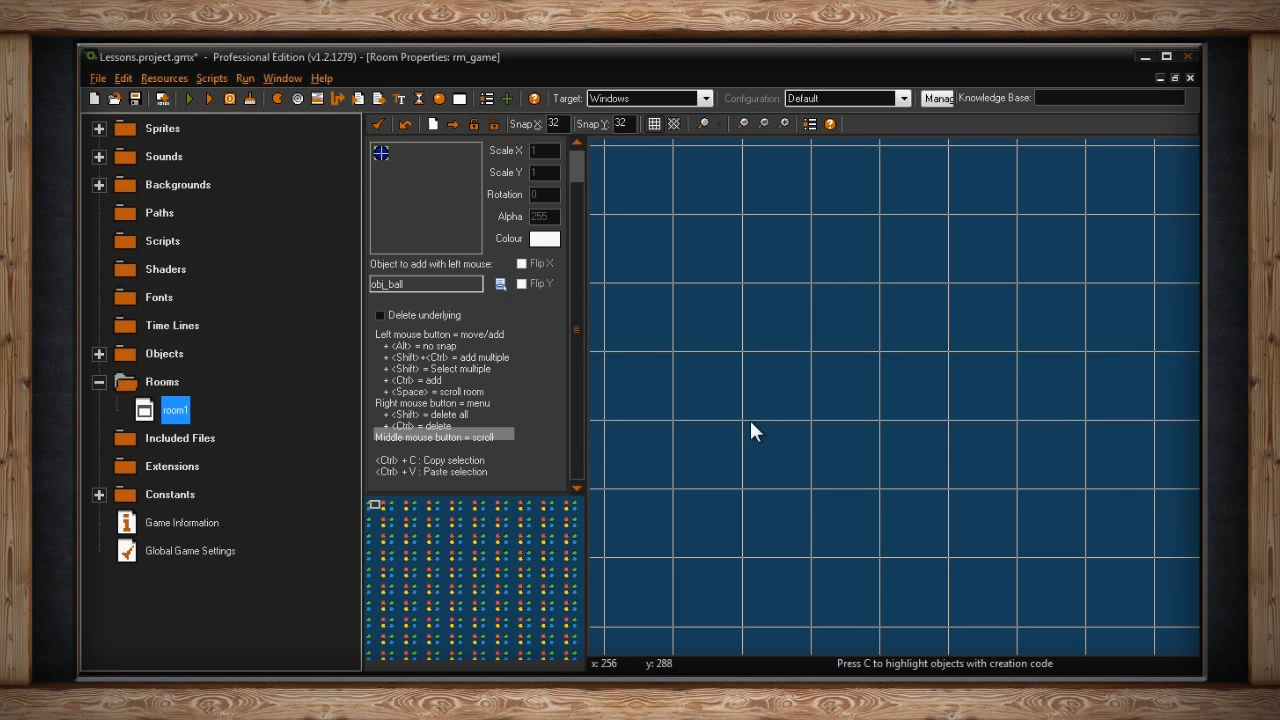 Lessons.project.gmx* - Professional Edition (v1.2.1279) - [Room Properties: rm_game]
File Edit Resources Scripts Run Window Help
Target: Windows Configuration: Default Manag Knowledge Base:
Snap X: 32 Snap Y: 32
Sprites
Sounds
Backgrounds
Paths
Scripts
Shaders
Fonts
Time Lines
Objects
Rooms
room1
Included Files
Extensions
Constants
Game Information
Global Game Settings
Scale X 1
Scale Y 1
Rotation 0
Alpha 255
Colour
Object to add with left mouse: Flip X
obj_ball Flip Y
Delete underlying
Left mouse button = move/add
+ <Alt> = no snap
+ <Shift>+<Ctrl> = add multiple
+ <Shift> = Select multiple
+ <Ctrl> = add
+ <Space> = scroll room
Right mouse button = menu
+ <Shift> = delete all
+ <Ctrl> = delete
Middle mouse button = scroll
<Ctrl> + C : Copy selection
<Ctrl> + V : Paste selection
x: 256 y: 288 Press C to highlight objects with creation code